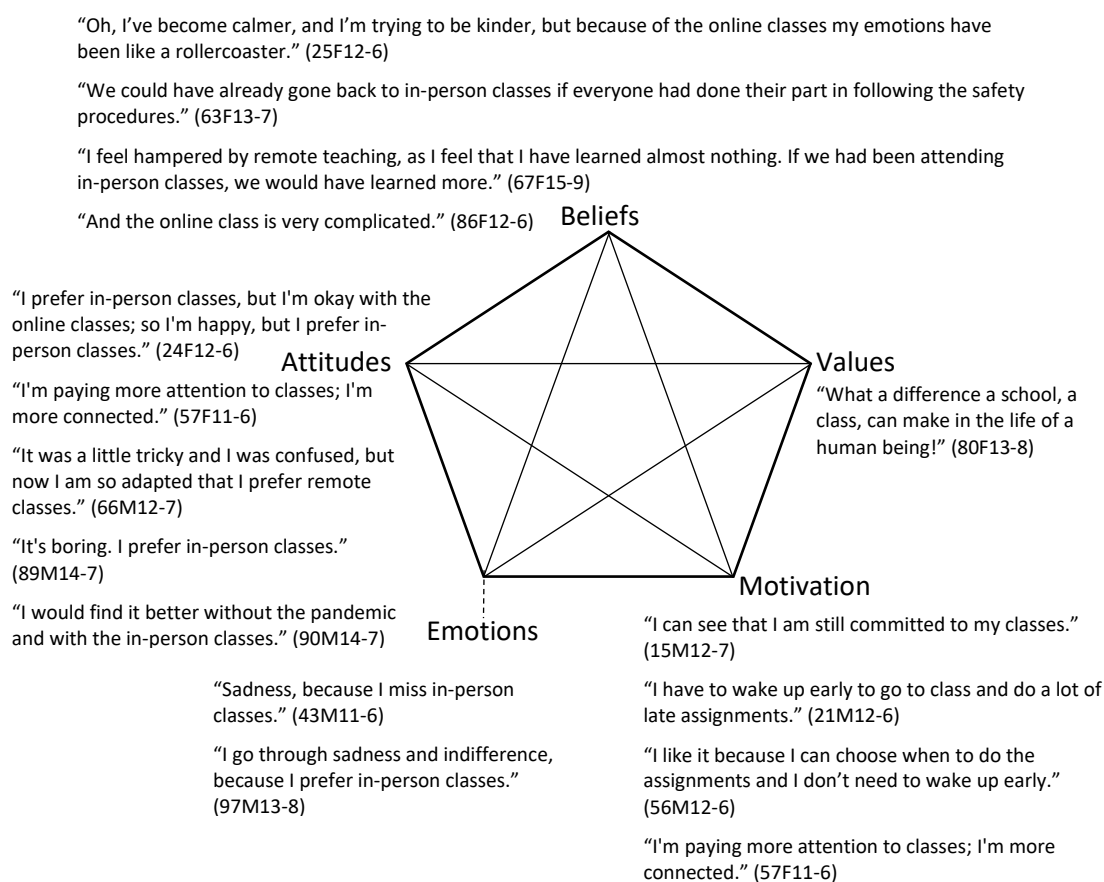 “Oh, I’ve become calmer, and I’m trying to be kinder, but because of the online classes my emotions have
been like a rollercoaster.” (25F12-6)
“We could have already gone back to in-person classes if everyone had done their part in following the safety
procedures.” (63F13-7)
“I feel hampered by remote teaching, as I feel that I have learned almost nothing. If we had been attending
in-person classes, we would have learned more.” (67F15-9)
“And the online class is very complicated.” (86F12-6)
Beliefs
“I prefer in-person classes, but I'm okay with the
online classes; so I'm happy, but I prefer in-
person classes.” (24F12-6)
Attitudes
“I'm paying more attention to classes; I'm
more connected.” (57F11-6)
“It was a little tricky and I was confused, but
now I am so adapted that I prefer remote
classes.” (66M12-7)
“It's boring. I prefer in-person classes.”
(89M14-7)
“I would find it better without the pandemic
and with the in-person classes.” (90M14-7)
Values
“What a difference a school, a
class, can make in the life of a
human being!” (80F13-8)
Emotions
“Sadness, because I miss in-person
classes.” (43M11-6)
“I go through sadness and indifference,
because I prefer in-person classes.”
(97M13-8)
Motivation
“I can see that I am still committed to my classes.”
(15M12-7)
“I have to wake up early to go to class and do a lot of
late assignments.” (21M12-6)
“I like it because I can choose when to do the
assignments and I don’t need to wake up early.”
(56M12-6)
“I'm paying more attention to classes; I'm more
connected.” (57F11-6)